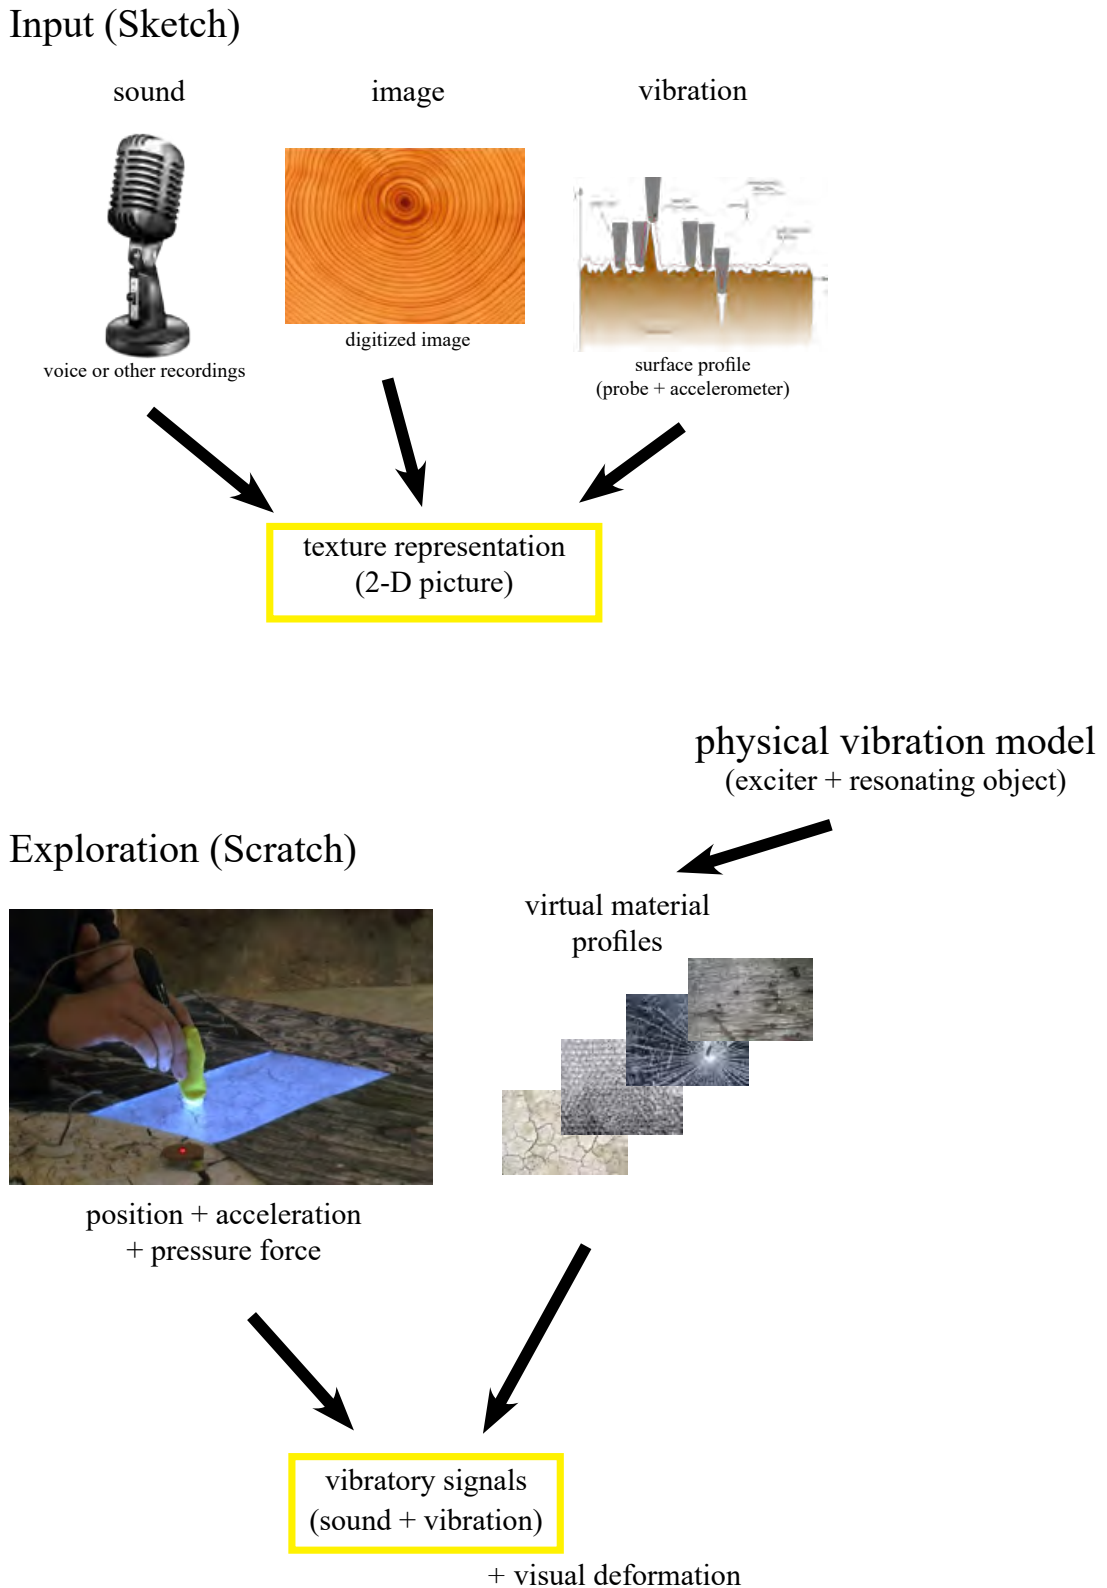 Input (Sketch)
sound
image
vibration
digitized image
voice or other recordings
surface profile
(probe + accelerometer)
texture representation
(2-D picture)
physical vibration model
(exciter + resonating object)
Exploration (Scratch)
virtual material
profiles
position + acceleration
+ pressure force
vibratory signals
(sound + vibration)
+ visual deformation